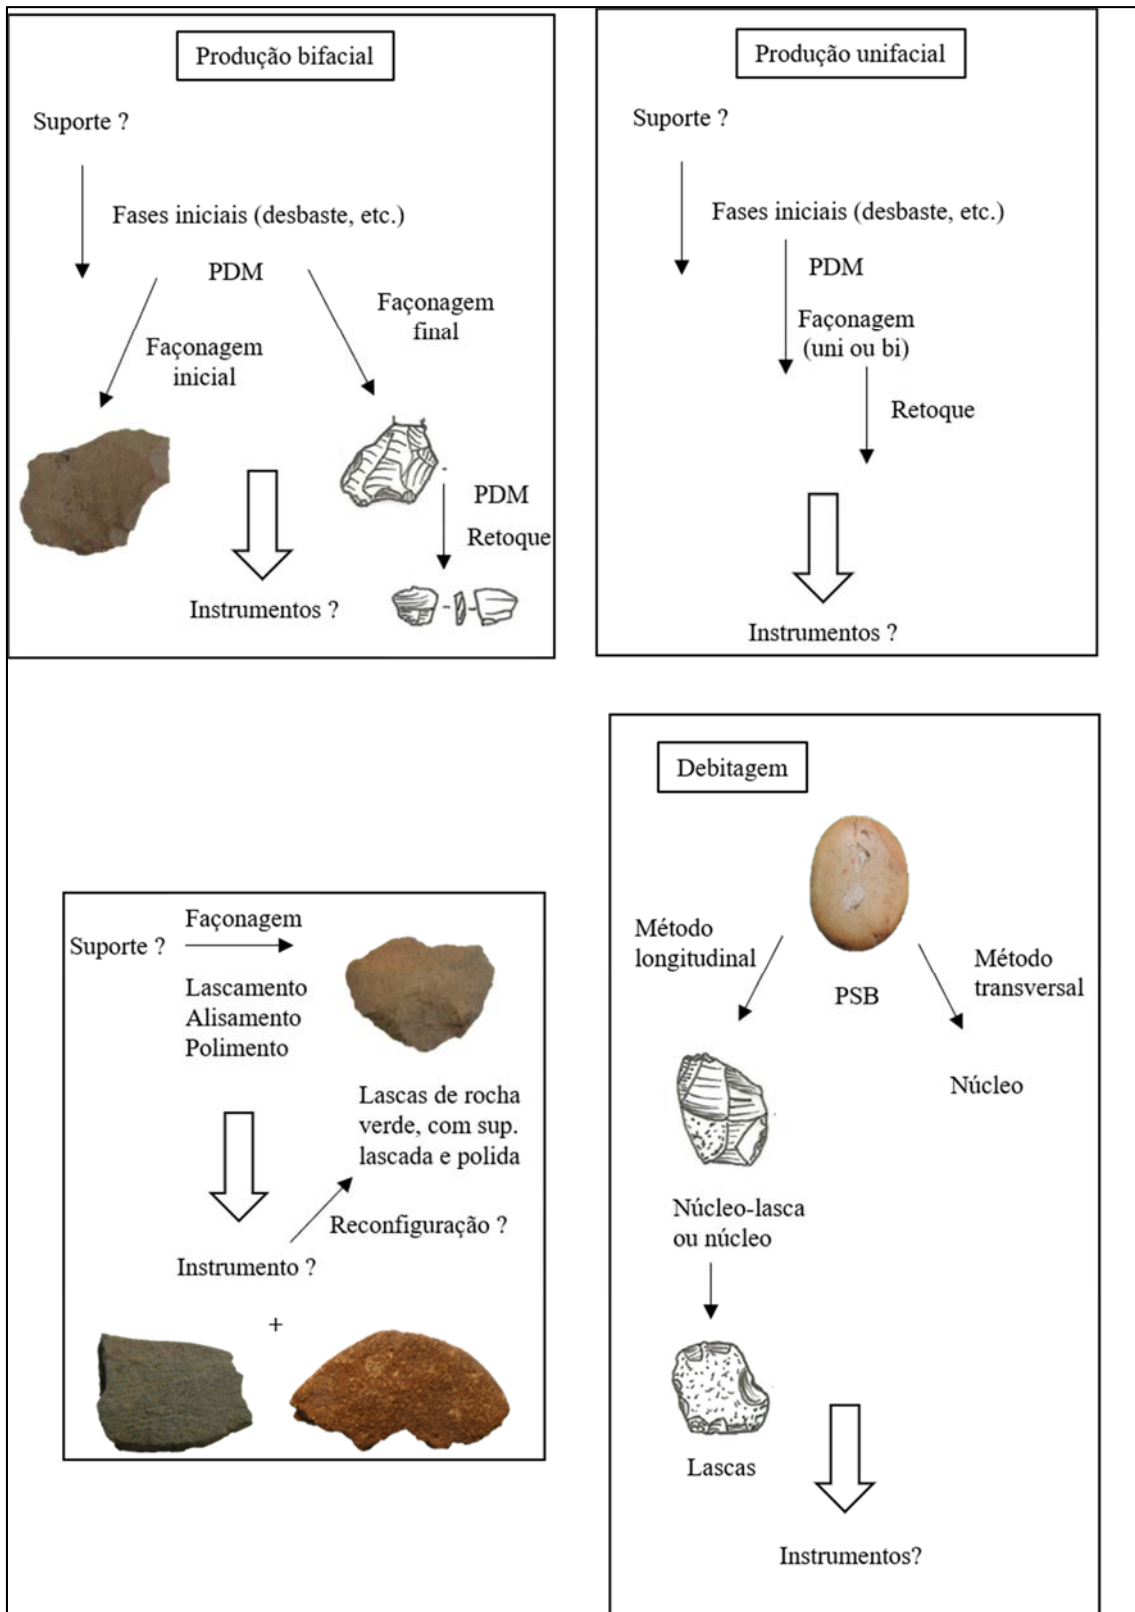 Produção bifacial
Suporte ?
Fases iniciais (desbaste, etc.)
PDM
Façonagem
final
Façonagem
inicial
PDM
Retoque
Instrumentos ?
Produção unifacial
Suporte ?
Fases iniciais (desbaste, etc.)
PDM
Façonagem
(uni ou bi)
Retoque
Instrumentos ?
Façonagem
Suporte ?
Lascamento
Alisamento
Polimento
Lascas de rocha
verde, com sup.
lascada e polida
Reconfiguração ?
Instrumento ?
+
Debitagem
Método
longitudinal
PSB
Método
transversal
Núcleo
Núcleo-lasca
ou núcleo
Lascas
Instrumentos?